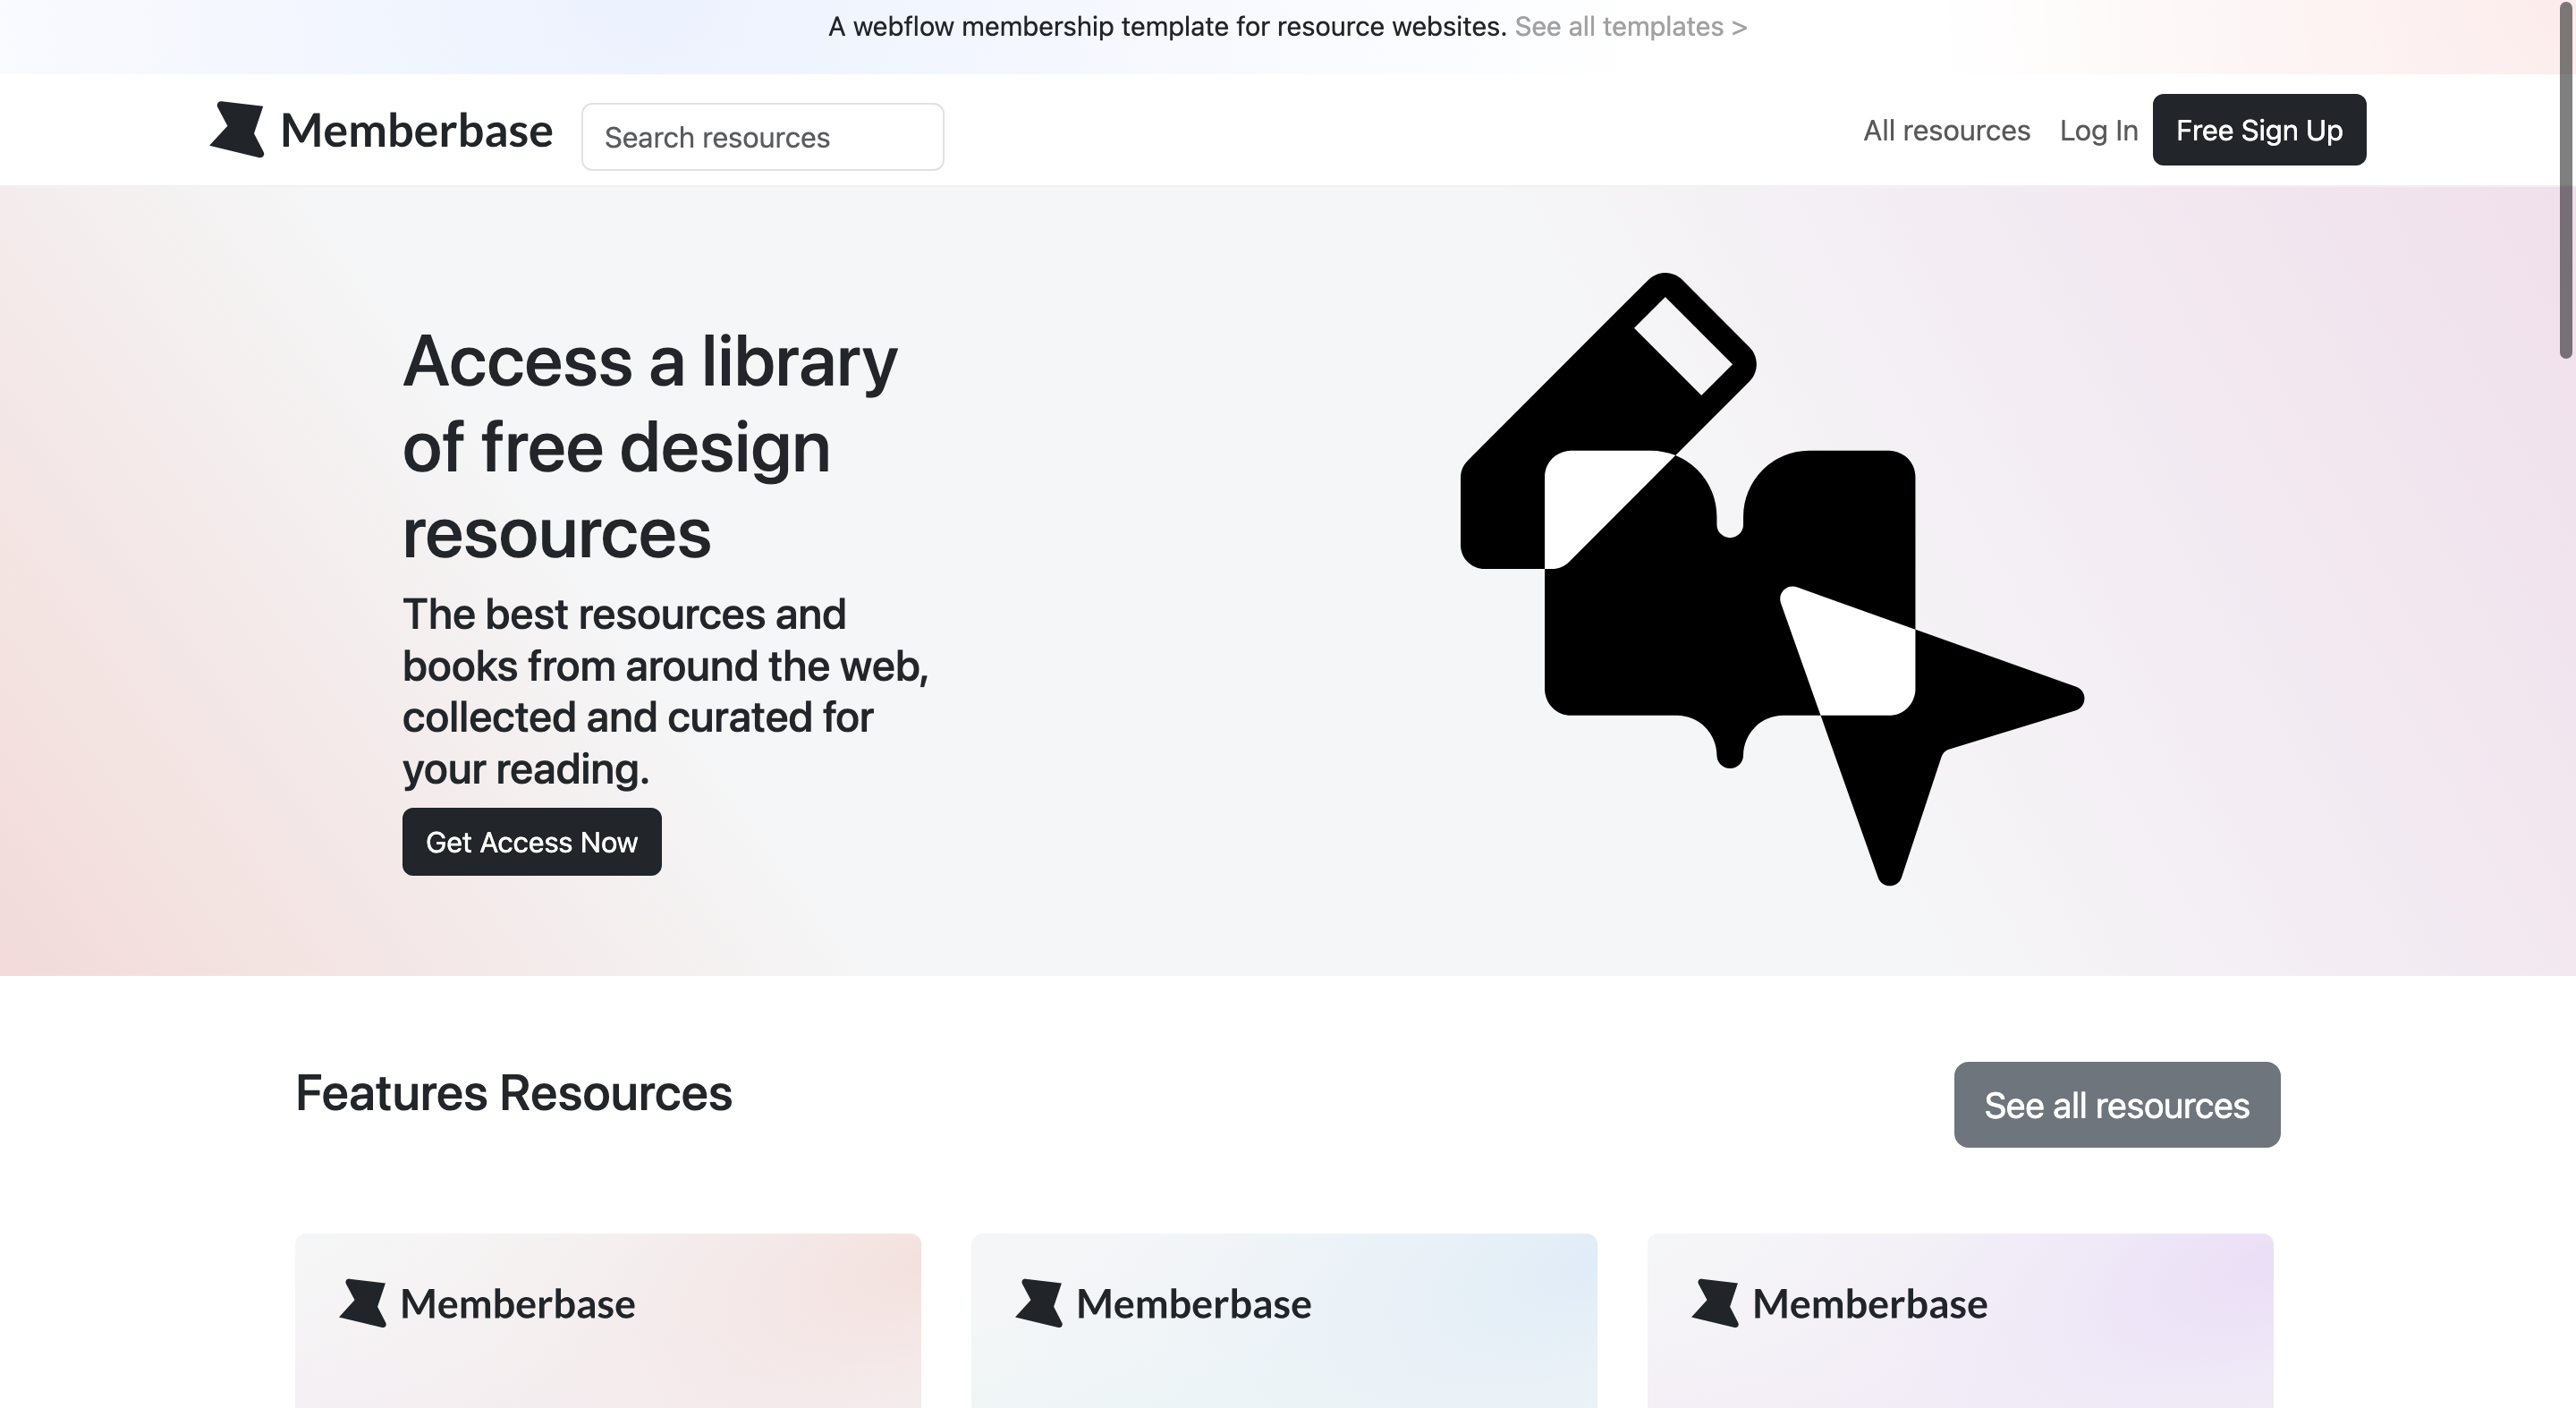 A webflow membership template for resource websites. See all templates >
Memberbase
Search resources
All resources
Log In
Free Sign Up
Access a library
of free design
resources
The best resources and
books from around the web,
collected and curated for
your reading.
Get Access Now
Features Resources
See all resources
Memberbase
Memberbase
Memberbase